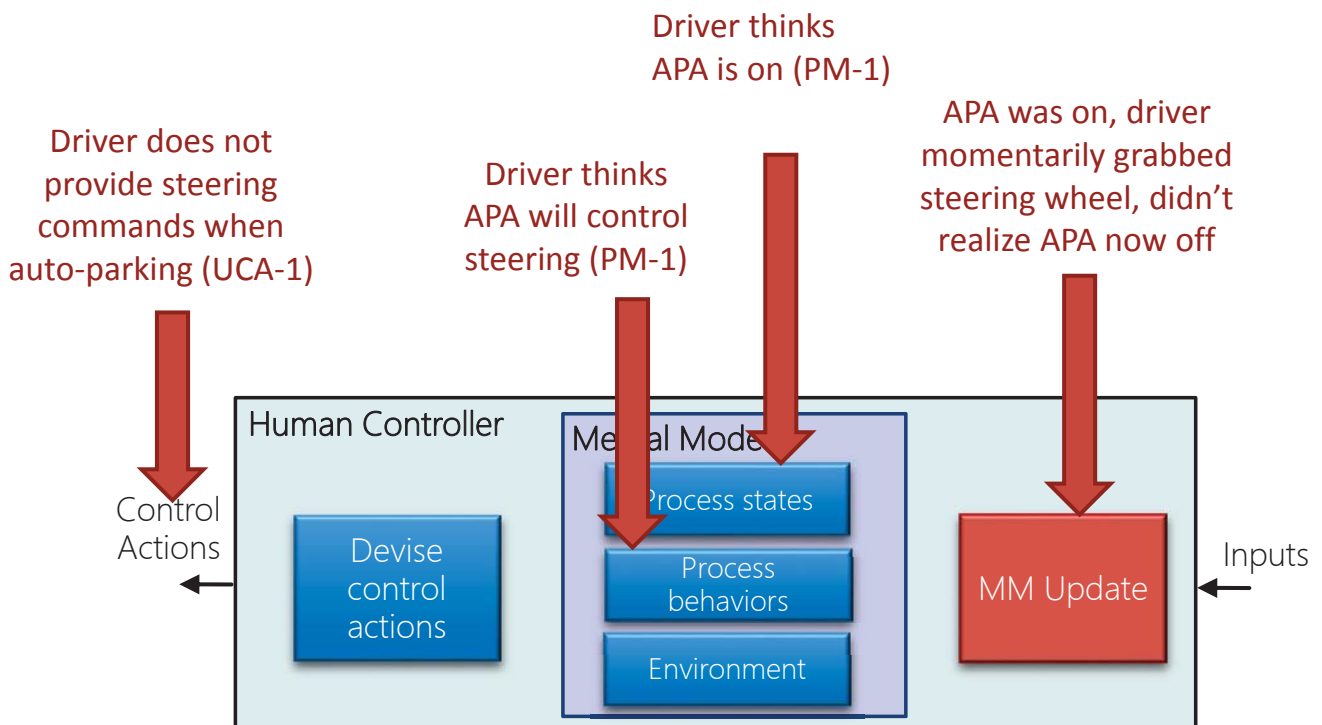 Driver thinks
APA is on (PM-1)
APA was on, driver
momentarily grabbed
steering wheel, didn’t
realize APA now off
Driver does not
provide steering
commands when
auto-parking (UCA-1)
Driver thinks
APA will control
steering (PM-1)
Human Controller
Mental Model
Process states
Control
Actions
Devise
control
actions
Process
behaviors
MM Update
Inputs
Environment